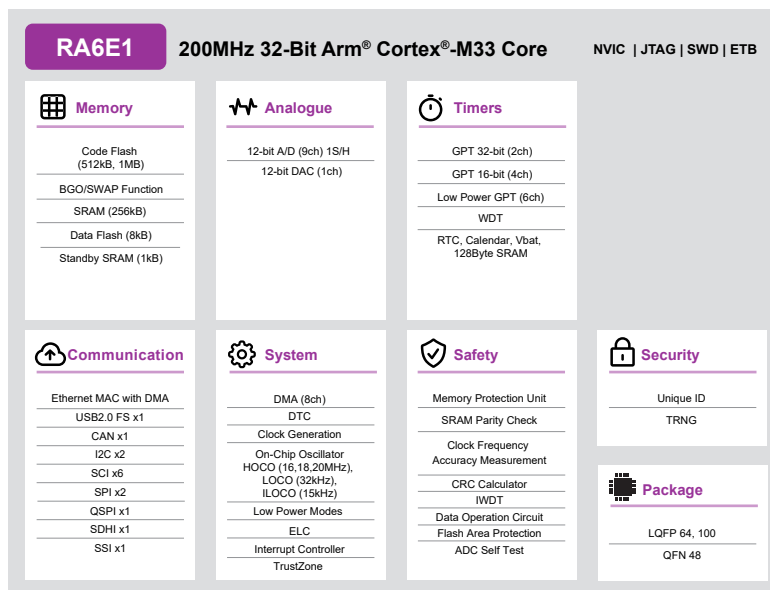 RA6E1
200MHz 32-Bit Arm® Cortex®-M33 Core
NVIC | JTAG | SWD | ETB
Memory
Code Flash
(512kB, 1MB)
BGO/SWAP Function
SRAM (256kB)
Data Flash (8kB)
Standby SRAM (1kB)
Analogue
12-bit A/D (9ch) 1S/H
12-bit DAC (1ch)
Timers
GPT 32-bit (2ch)
GPT 16-bit (4ch)
Low Power GPT (6ch)
WDT
RTC, Calendar, Vbat,
128Byte SRAM
Communication
Ethernet MAC with DMA
USB2.0 FS x1
CAN x1
I2C x2
SCI x6
SPI x2
QSPI x1
SDHI x1
SSI x1
System
DMA (8ch)
DTC
Clock Generation
On-Chip Oscillator
HOCO (16,18,20MHz),
LOCO (32kHz),
ILOCO (15kHz)
Low Power Modes
ELC
Interrupt Controller
TrustZone
Safety
Memory Protection Unit
SRAM Parity Check
Clock Frequency
Accuracy Measurement
CRC Calculator
IWDT
Data Operation Circuit
Flash Area Protection
ADC Self Test
Security
Unique ID
TRNG
Package
LQFP 64, 100
QFN 48